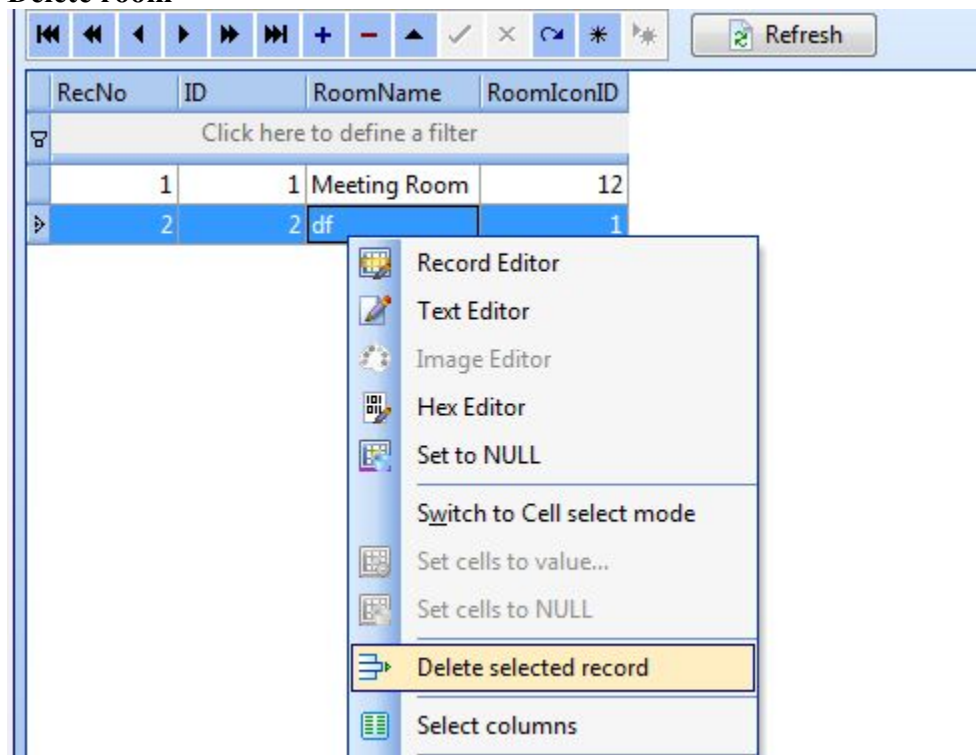 Delete room
Refresh
RecNo ID RoomName RoomIconID
Click here to define a filter
1 1 Meeting Room 12
2 2 df 1
Record Editor
Text Editor
Image Editor
Hex Editor
Set to NULL
Switch to Cell select mode
Set cells to value...
Set cells to NULL
Delete selected record
Select columns